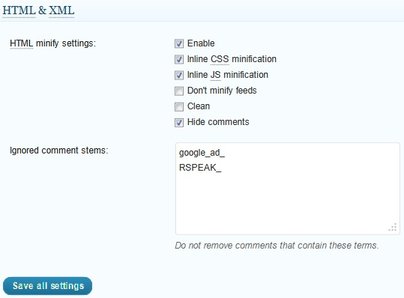 HTML & XML
HTML minify settings:
Enable
Inline CSS minification
Inline JS minification
Don't minify feeds
Clean
Hide comments
Ignored comment stems:
google_ad_
RSPEAK_
Do not remove comments that contain these terms.
Save all settings